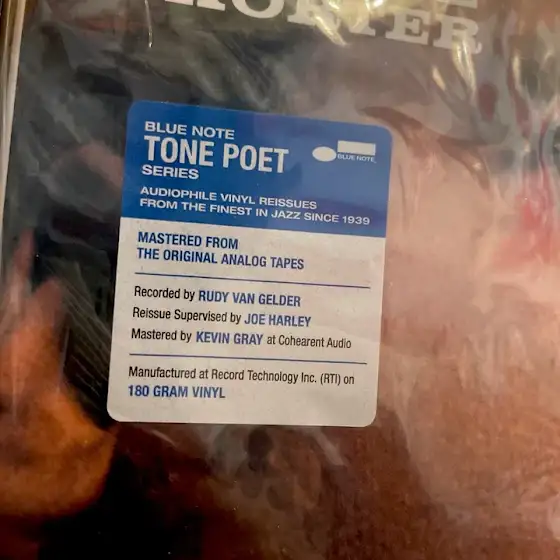 HORTER
BLUE NOTE
TONE POET
SERIES
BLUE NOTE
AUDIOPHILE VINYL REISSUES
FROM THE FINEST IN JAZZ SINCE 1939
MASTERED FROM
THE ORIGINAL ANALOG TAPES
Recorded by RUDY VAN GELDER
Reissue Supervised by JOE HARLEY
Mastered by KEVIN GRAY at Cohearent Audio
Manufactured at Record Technology Inc. (RTI) on
180 GRAM VINYL